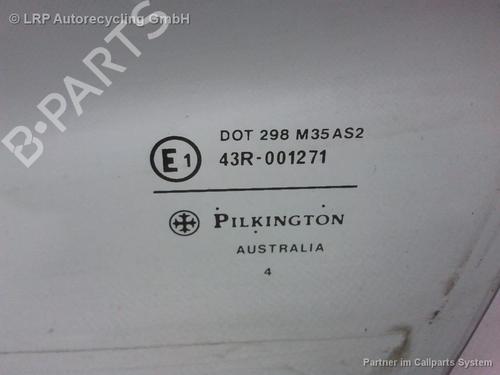 © LRP Autorecycling GmbH
B-PARTS
DOT 298 M35AS2
E1 43R-001271
PILKINGTON
AUSTRALIA
4
Partner im Callparts System